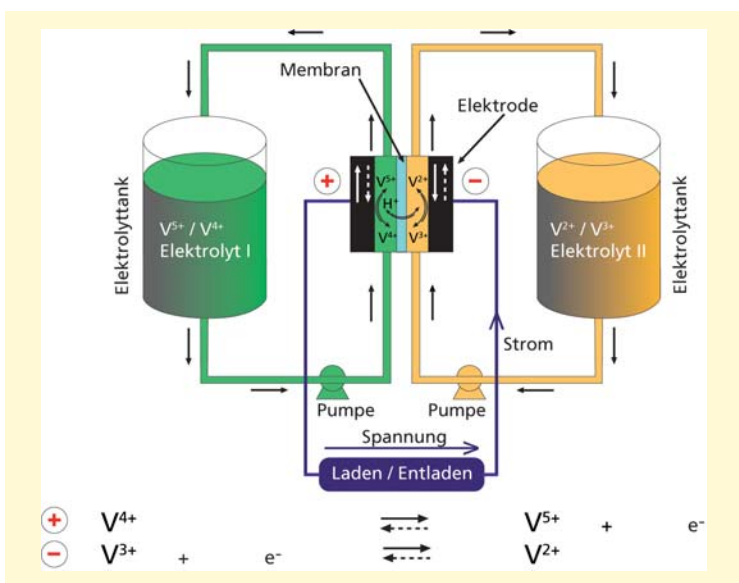 Membran
Elektrode
Elektrolyttank
V⁵⁺ / V⁴⁺
Elektrolyt I
+
V⁵⁺
H⁺
V⁴⁺
V²⁺
V³⁺
−
V²⁺ / V³⁺
Elektrolyt II
Elektrolyttank
Strom
Pumpe
Pumpe
Spannung
Laden / Entladen
+ V⁴⁺ V⁵⁺ + e⁻
− V³⁺ + e⁻ V²⁺